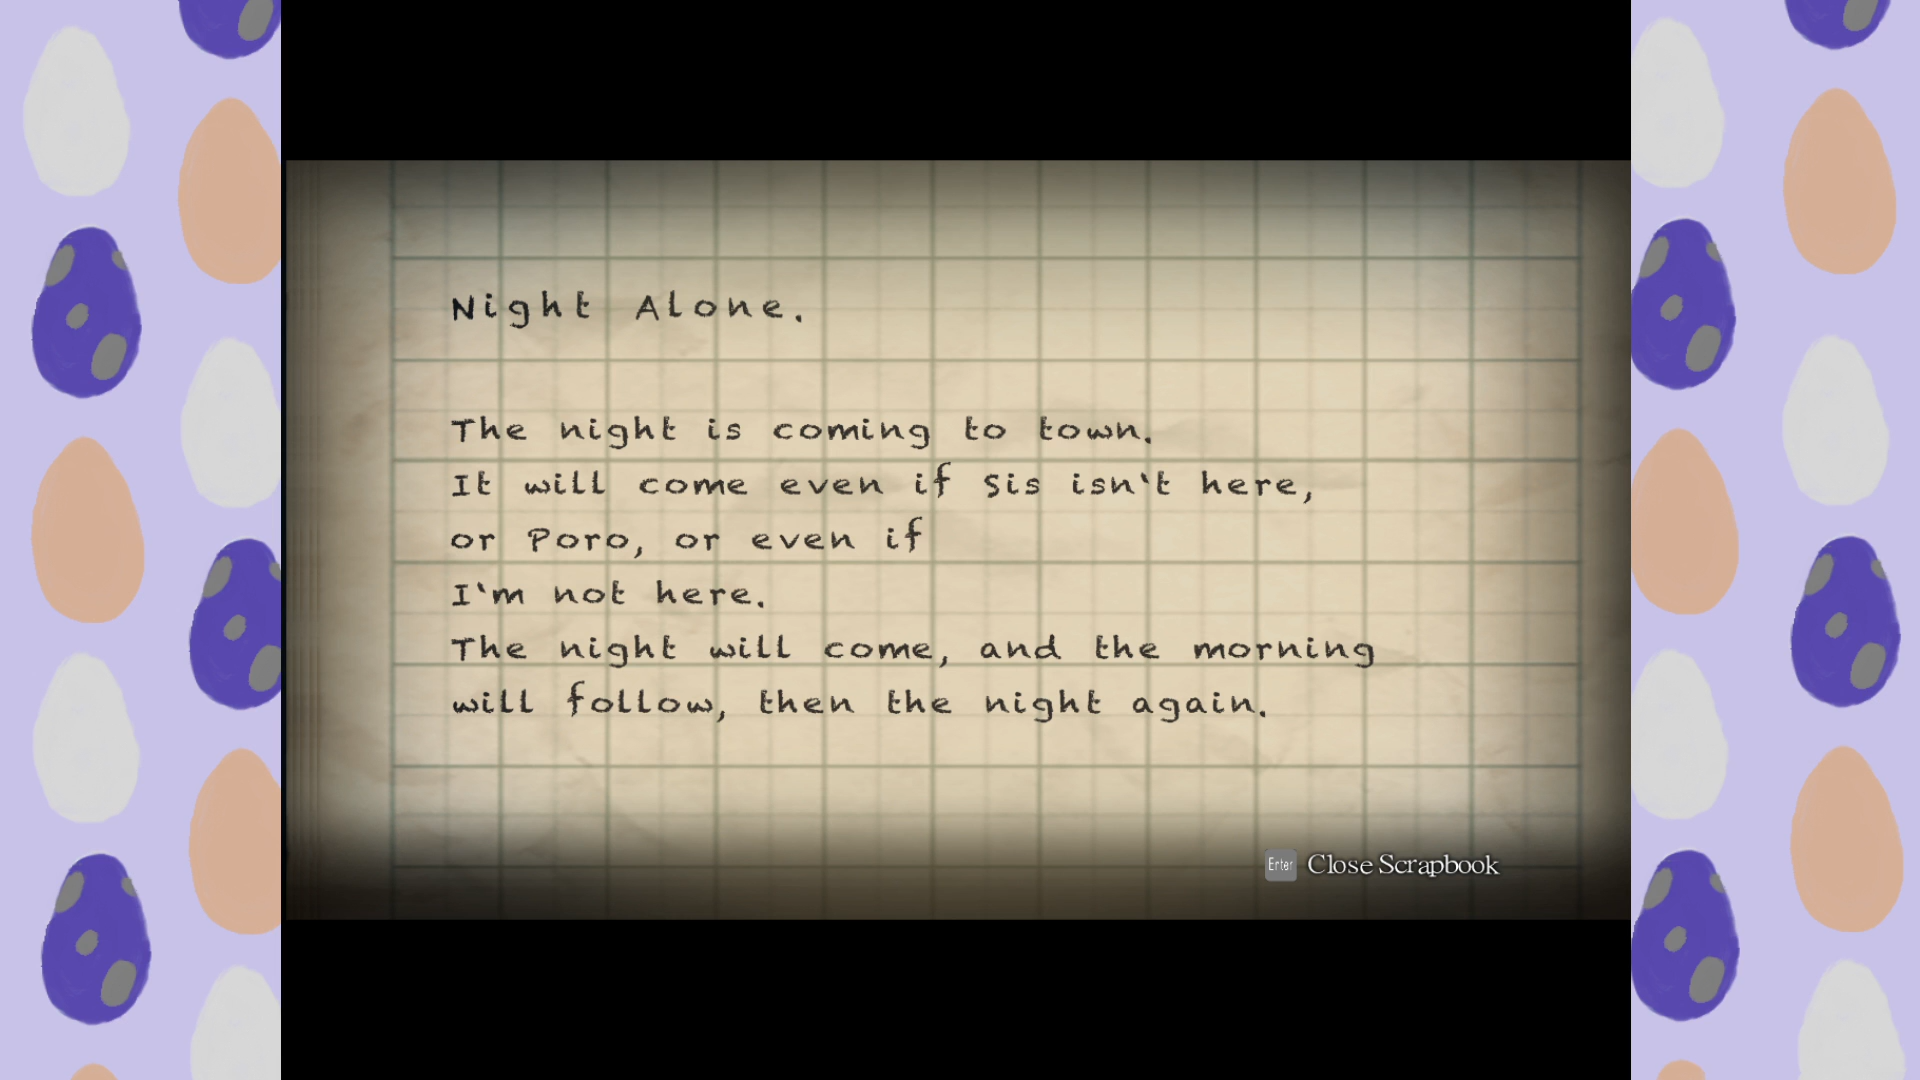 Night Alone.
The night is coming to town.
It will come even if Sis isn't here,
or Poro, or even if
I'm not here.
The night will come, and the morning
will follow, then the night again.
Enter Close Scrapbook